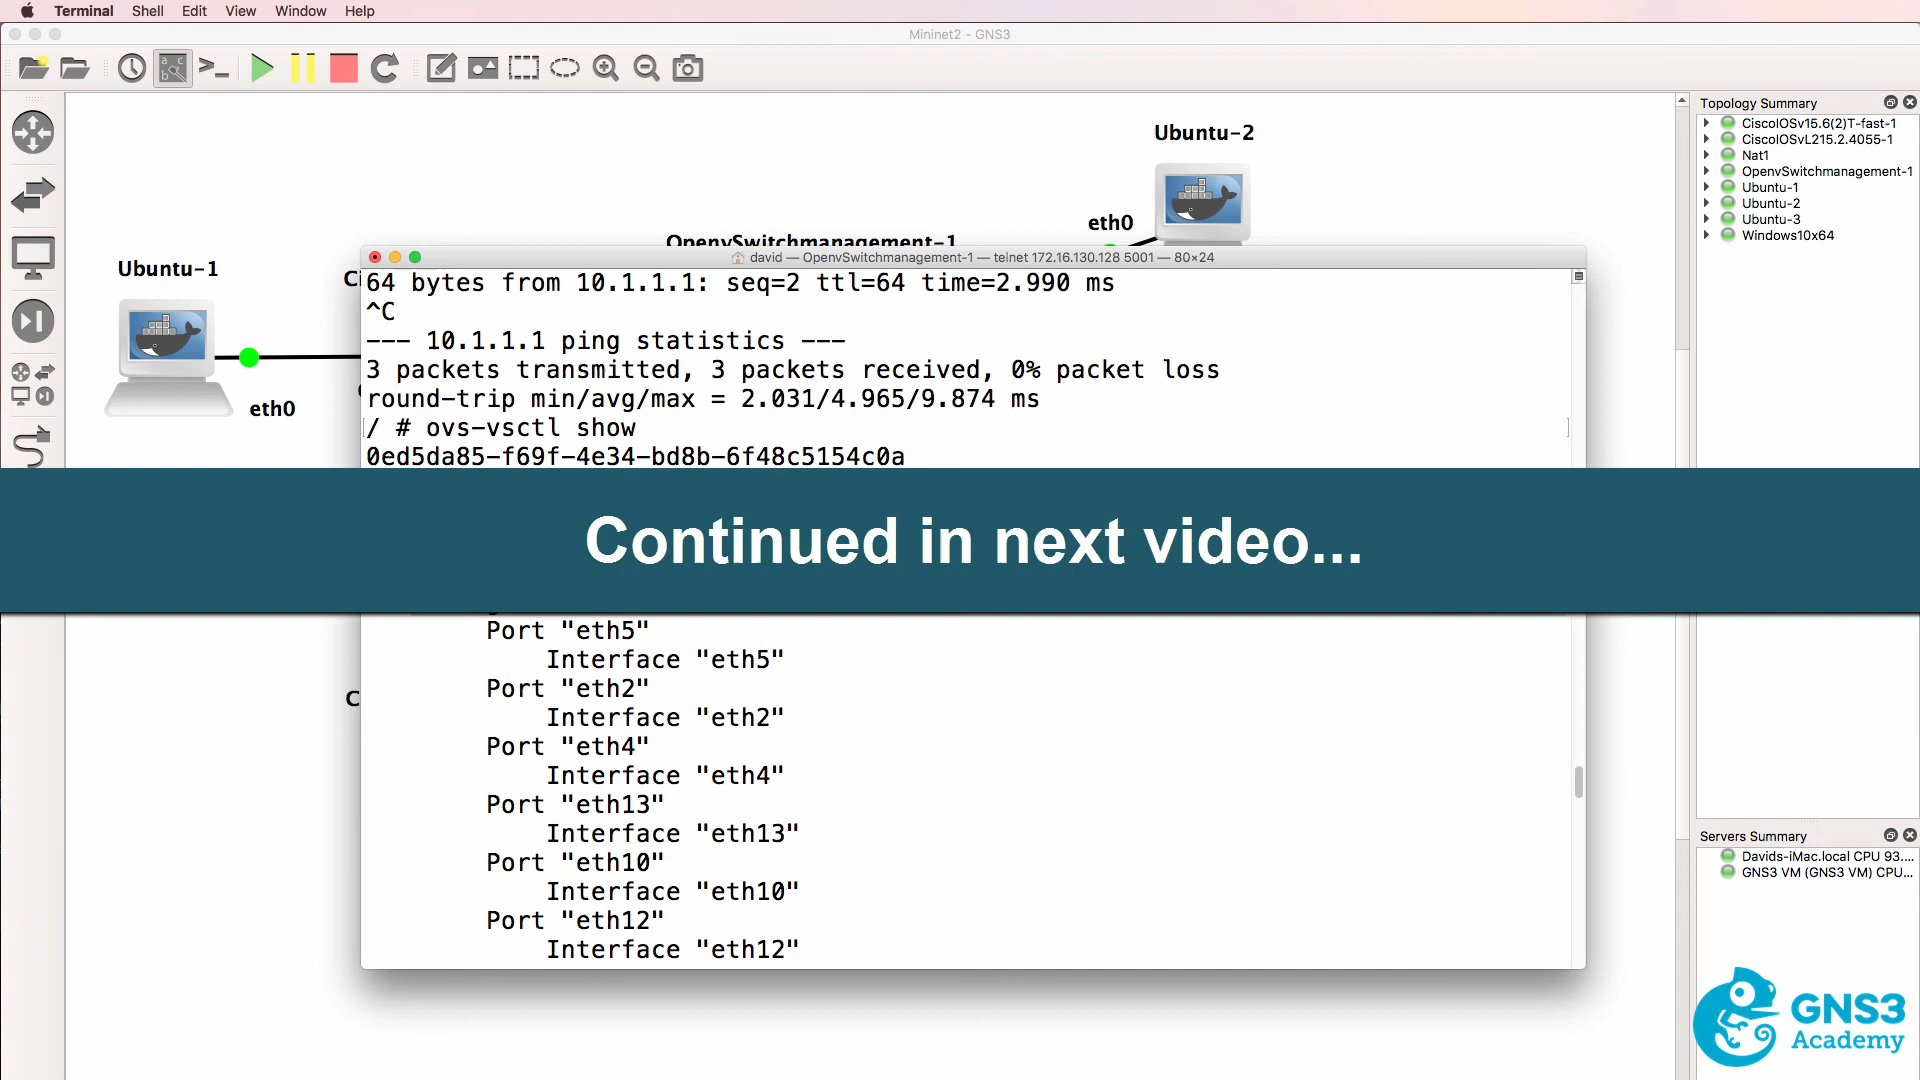 Terminal Shell Edit View Window Help
Mininet2 - GNS3
Topology Summary
CiscoIOSv15.6(2)T-fast-1
CiscoIOSvL215.2.4055-1
Nat1
OpenvSwitchmanagement-1
Ubuntu-1
Ubuntu-2
Ubuntu-3
Windows10x64
Ubuntu-2
eth0
OpenvSwitchmanagement-1
Ubuntu-1
eth0
david — OpenvSwitchmanagement-1 — telnet 172.16.130.128 5001 — 80×24
64 bytes from 10.1.1.1: seq=2 ttl=64 time=2.990 ms
^C
--- 10.1.1.1 ping statistics ---
3 packets transmitted, 3 packets received, 0% packet loss
round-trip min/avg/max = 2.031/4.965/9.874 ms
/ # ovs-vsctl show
0ed5da85-f69f-4e34-bd8b-6f48c5154c0a
Continued in next video...
Port "eth5"
Interface "eth5"
Port "eth2"
Interface "eth2"
Port "eth4"
Interface "eth4"
Port "eth13"
Interface "eth13"
Port "eth10"
Interface "eth10"
Port "eth12"
Interface "eth12"
Servers Summary
Davids-iMac.local CPU 93....
GNS3 VM (GNS3 VM) CPU...
GNS3
Academy